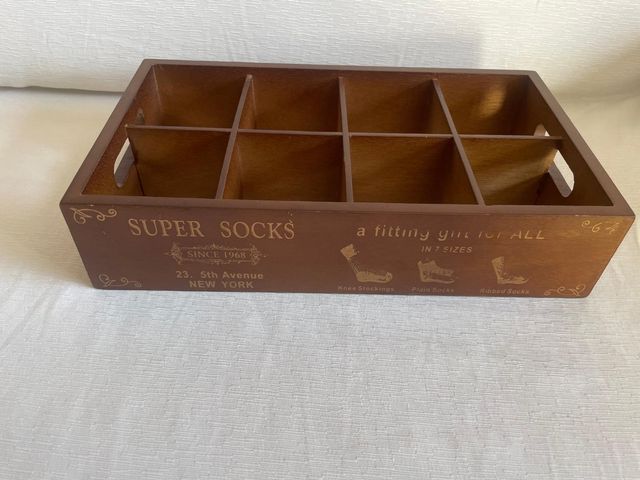 SUPER SOCKS
SINCE 1968
23. 5th Avenue
NEW YORK
a fitting gift for ALL
IN 7 SIZES
Knee Stockings
Plain Socks
Ribbed Socks